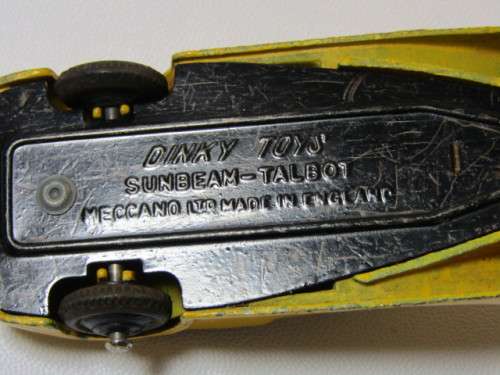 DINKY TOYS
SUNBEAM-TALBOT
MECCANO LTD MADE IN ENGLAND